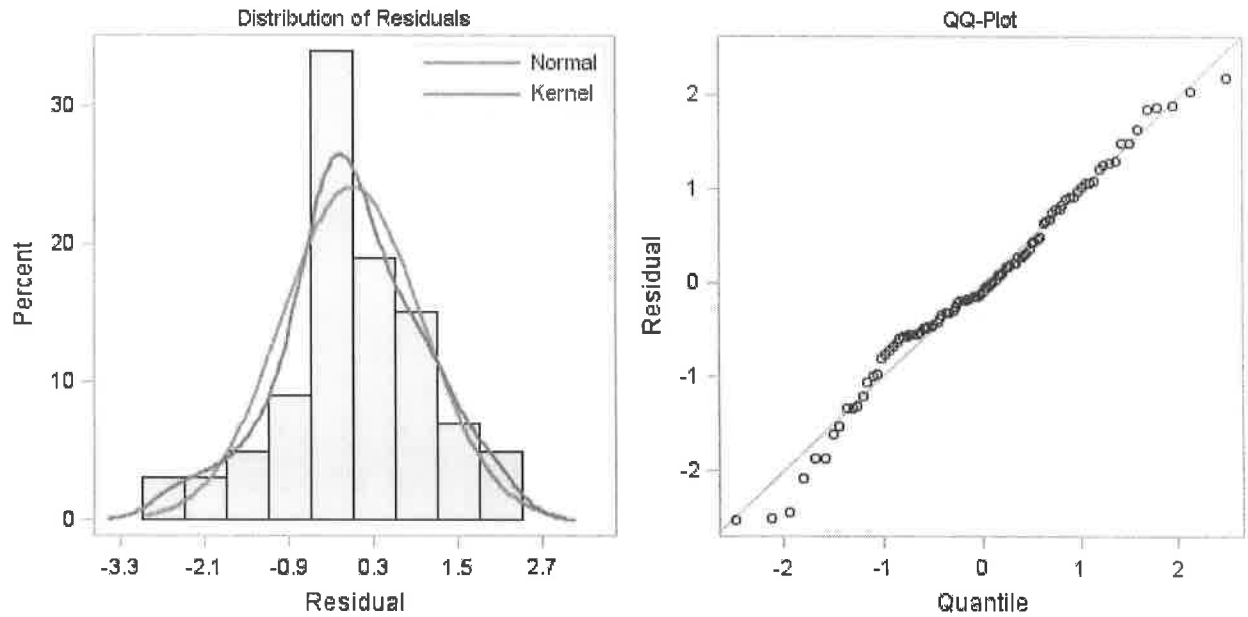 Distribution of Residuals
Normal
Kernel
30
20
10
0
Percent
-3.3 -2.1 -0.9 0.3 1.5 2.7
Residual
QQ-Plot
2
1
0
-1
-2
Residual
-2 -1 0 1 2
Quantile